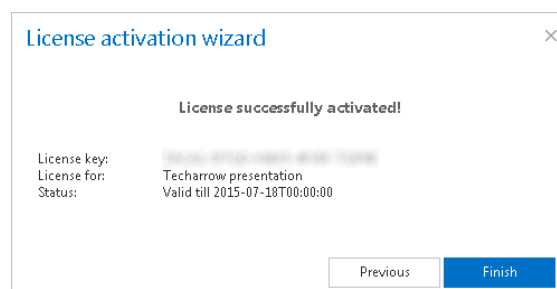 License activation wizard
License successfully activated!
License key:
License for: Techarrow presentation
Status: Valid till 2015-07-18T00:00:00
Previous Finish